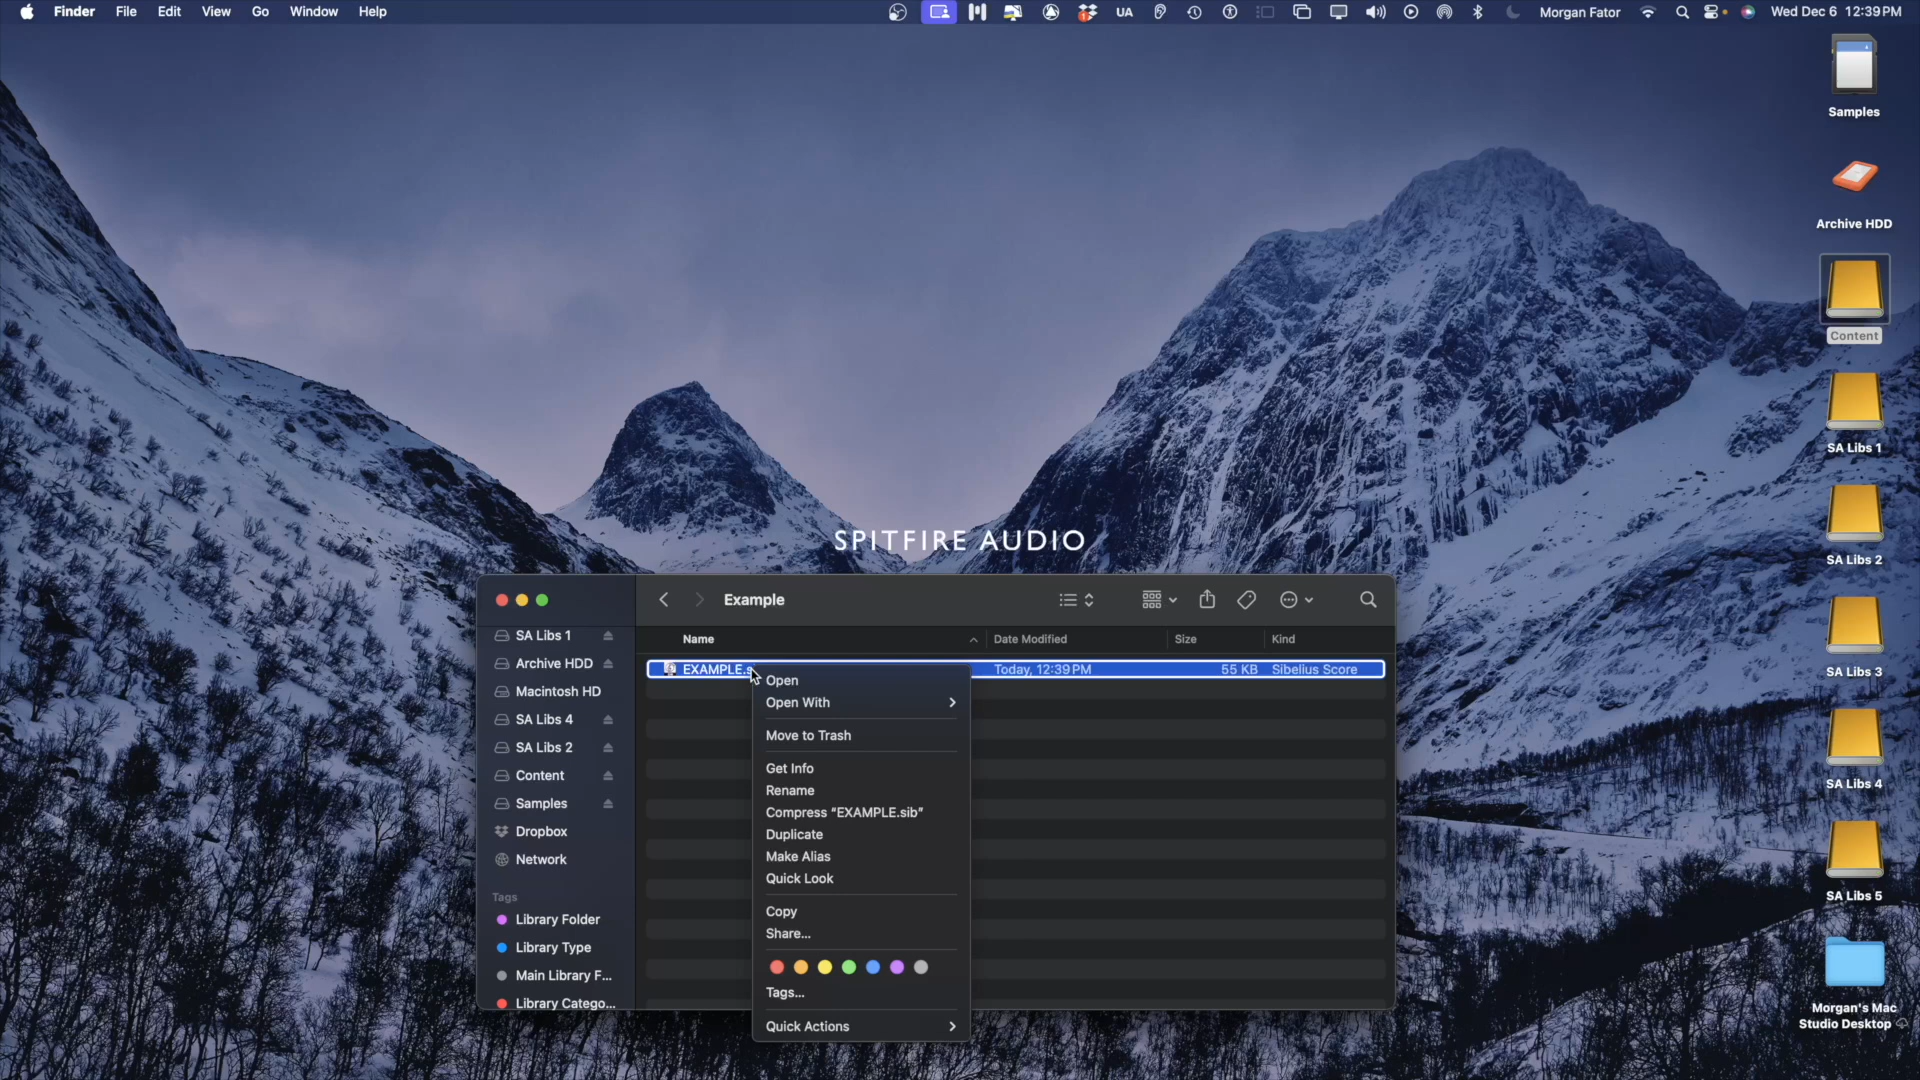 Finder File Edit View Go Window Help
UA
Morgan Fator
Wed Dec 6 12:39 PM
Samples
Archive HDD
Content
SA Libs 1
SA Libs 2
SA Libs 3
SA Libs 4
SA Libs 5
Morgan's Mac
Studio Desktop
SPITFIRE AUDIO
Example
SA Libs 1
Archive HDD
Macintosh HD
SA Libs 4
SA Libs 2
Content
Samples
Dropbox
Network
Tags
Library Folder
Library Type
Main Library F...
Library Catego...
Name Date Modified Size Kind
EXAMPLE.s Today, 12:39 PM 55 KB Sibelius Score
Open
Open With
Move to Trash
Get Info
Rename
Compress “EXAMPLE.sib”
Duplicate
Make Alias
Quick Look
Copy
Share...
Tags...
Quick Actions